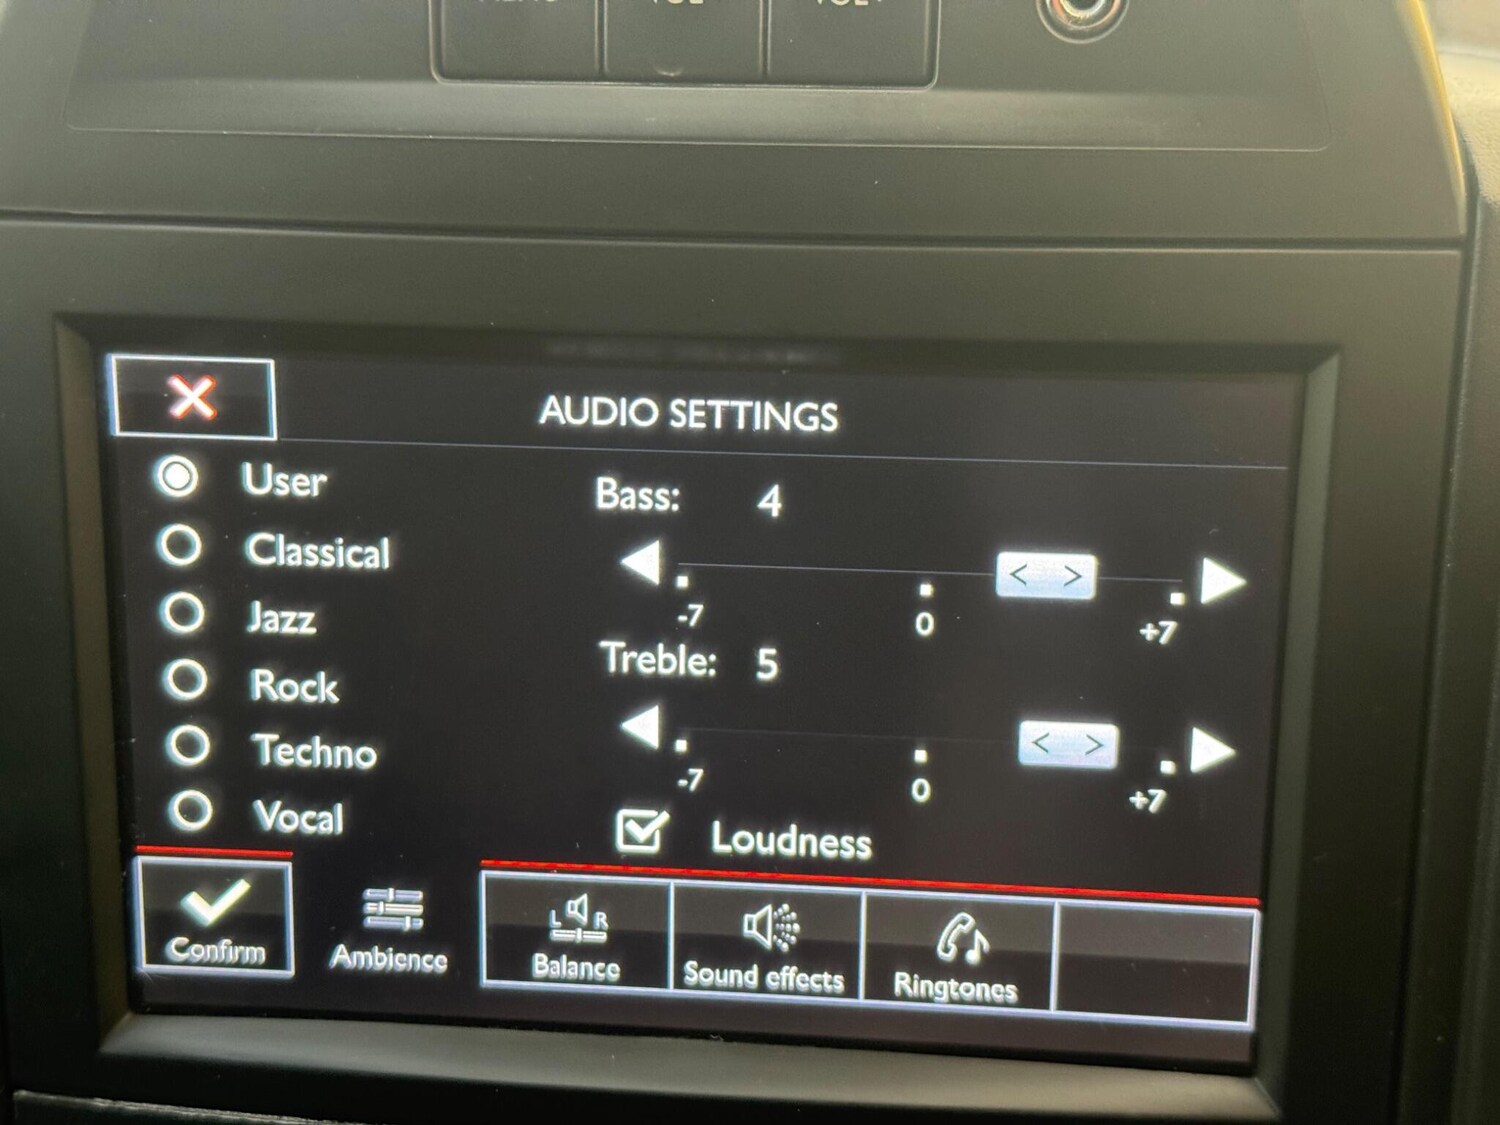 AUDIO SETTINGS
User
Classical
Jazz
Rock
Techno
Vocal
Bass: 4
< >
-7 0 +7
Treble: 5
< >
-7 0 +7
Loudness
Confirm
Ambience
L R
Balance
Sound effects
Ringtones